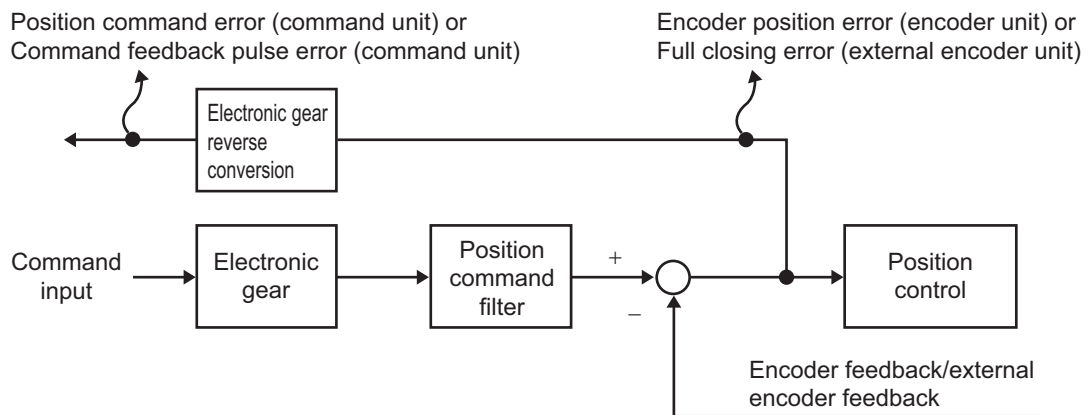 Position command error (command unit) or
Command feedback pulse error (command unit)
Encoder position error (encoder unit) or
Full closing error (external encoder unit)
Electronic gear
reverse
conversion
Command
input
Electronic
gear
Position
command
filter
+
−
Position
control
Encoder feedback/external
encoder feedback